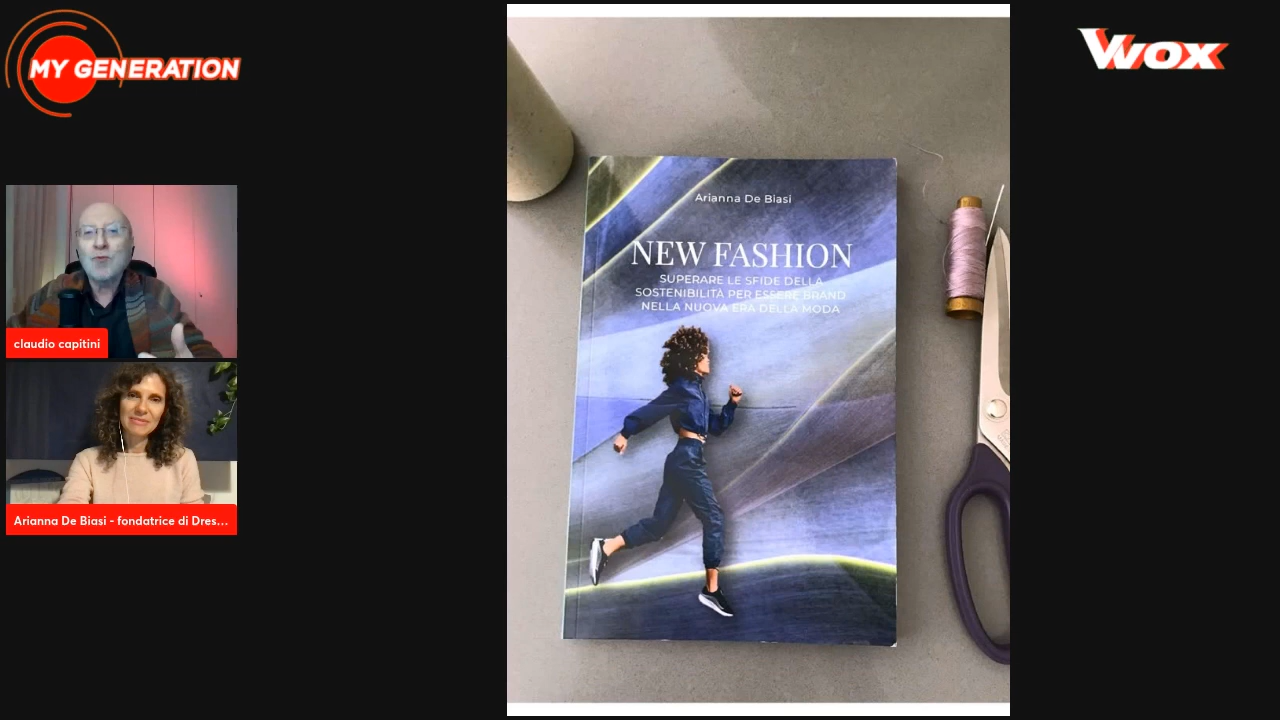 MY GENERATION
VVOX
claudio capitini
Arianna De Biasi - fondatrice di Dres...
Arianna De Biasi
NEW FASHION
SUPERARE LE SFIDE DELLA
SOSTENIBILITÀ PER ESSERE BRAND
NELLA NUOVA ERA DELLA MODA